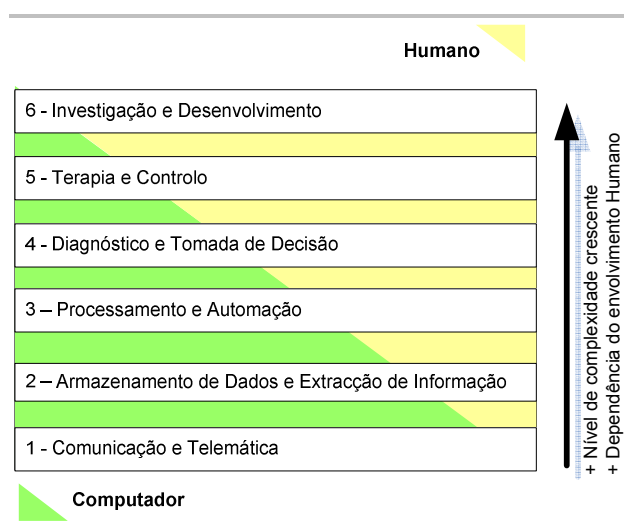 Humano
6 - Investigação e Desenvolvimento
5 - Terapia e Controlo
4 - Diagnóstico e Tomada de Decisão
3 – Processamento e Automação
2 – Armazenamento de Dados e Extracção de Informação
1 - Comunicação e Telemática
Computador
+ Nível de complexidade crescente
+ Dependência do envolvimento Humano